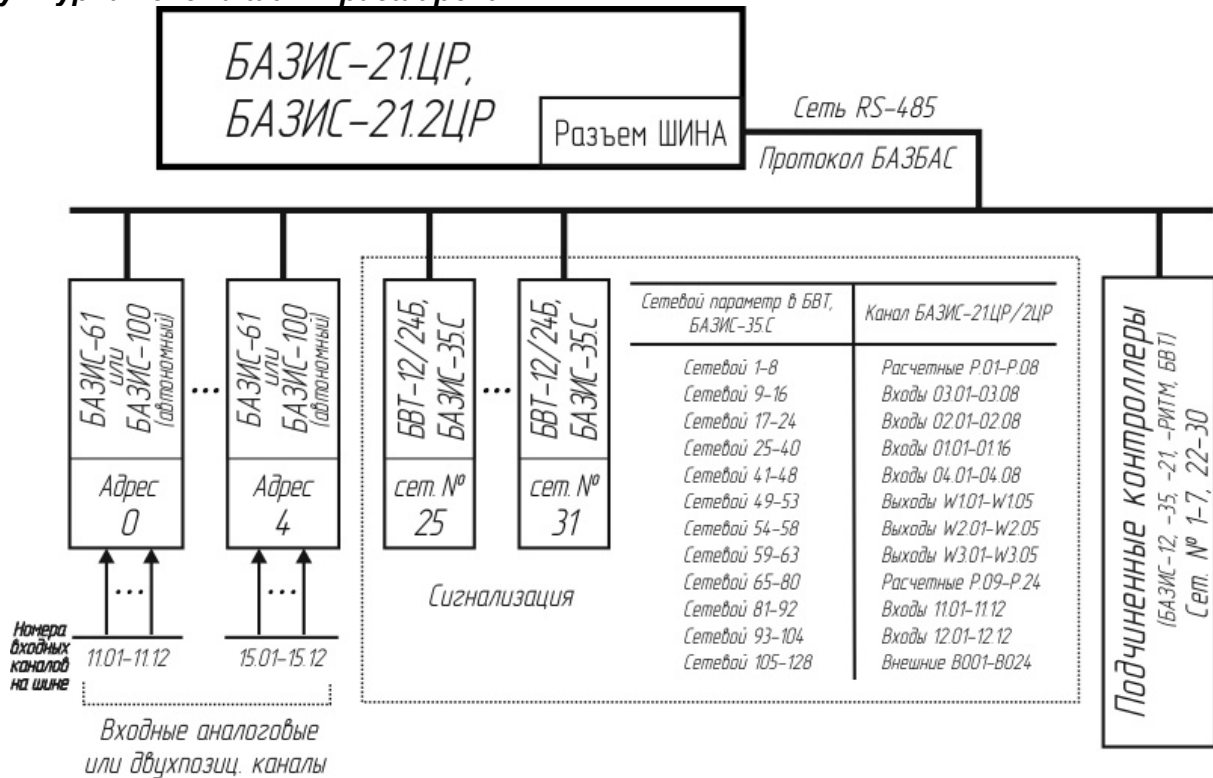 БАЗИС-21.ЦР,
БАЗИС-21.2ЦР
Разъем ШИНА
Сеть RS-485
Протокол БАЗБАС
БАЗИС-61
или
БАЗИС-100
(автономный)
Адрес
0
...
БАЗИС-61
или
БАЗИС-100
(автономный)
Адрес
4
БВТ-12/24Б,
БАЗИС-35.С
сет. №
25
...
БВТ-12/24Б,
БАЗИС-35.С
сет. №
31
Сигнализация
Сетевой параметр в БВТ,
БАЗИС-35.С
Канал БАЗИС-21.ЦР/2ЦР
Сетевой 1-8 Расчетные Р.01-Р.08
Сетевой 9-16 Входы 03.01-03.08
Сетевой 17-24 Входы 02.01-02.08
Сетевой 25-40 Входы 01.01-01.16
Сетевой 41-48 Входы 04.01-04.08
Сетевой 49-53 Выходы W1.01-W1.05
Сетевой 54-58 Выходы W2.01-W2.05
Сетевой 59-63 Выходы W3.01-W3.05
Сетевой 65-80 Расчетные Р.09-Р.24
Сетевой 81-92 Входы 11.01-11.12
Сетевой 93-104 Входы 12.01-12.12
Сетевой 105-128 Внешние В001-В024
Подчиненные контроллеры
(БАЗИС-12, -35, -21, -РИТМ, БВТ)
Сет. № 1-7, 22-30
...
...
Номера
входных
каналов
на шине
11.01-11.12
15.01-15.12
Входные аналоговые
или двухпозиц. каналы